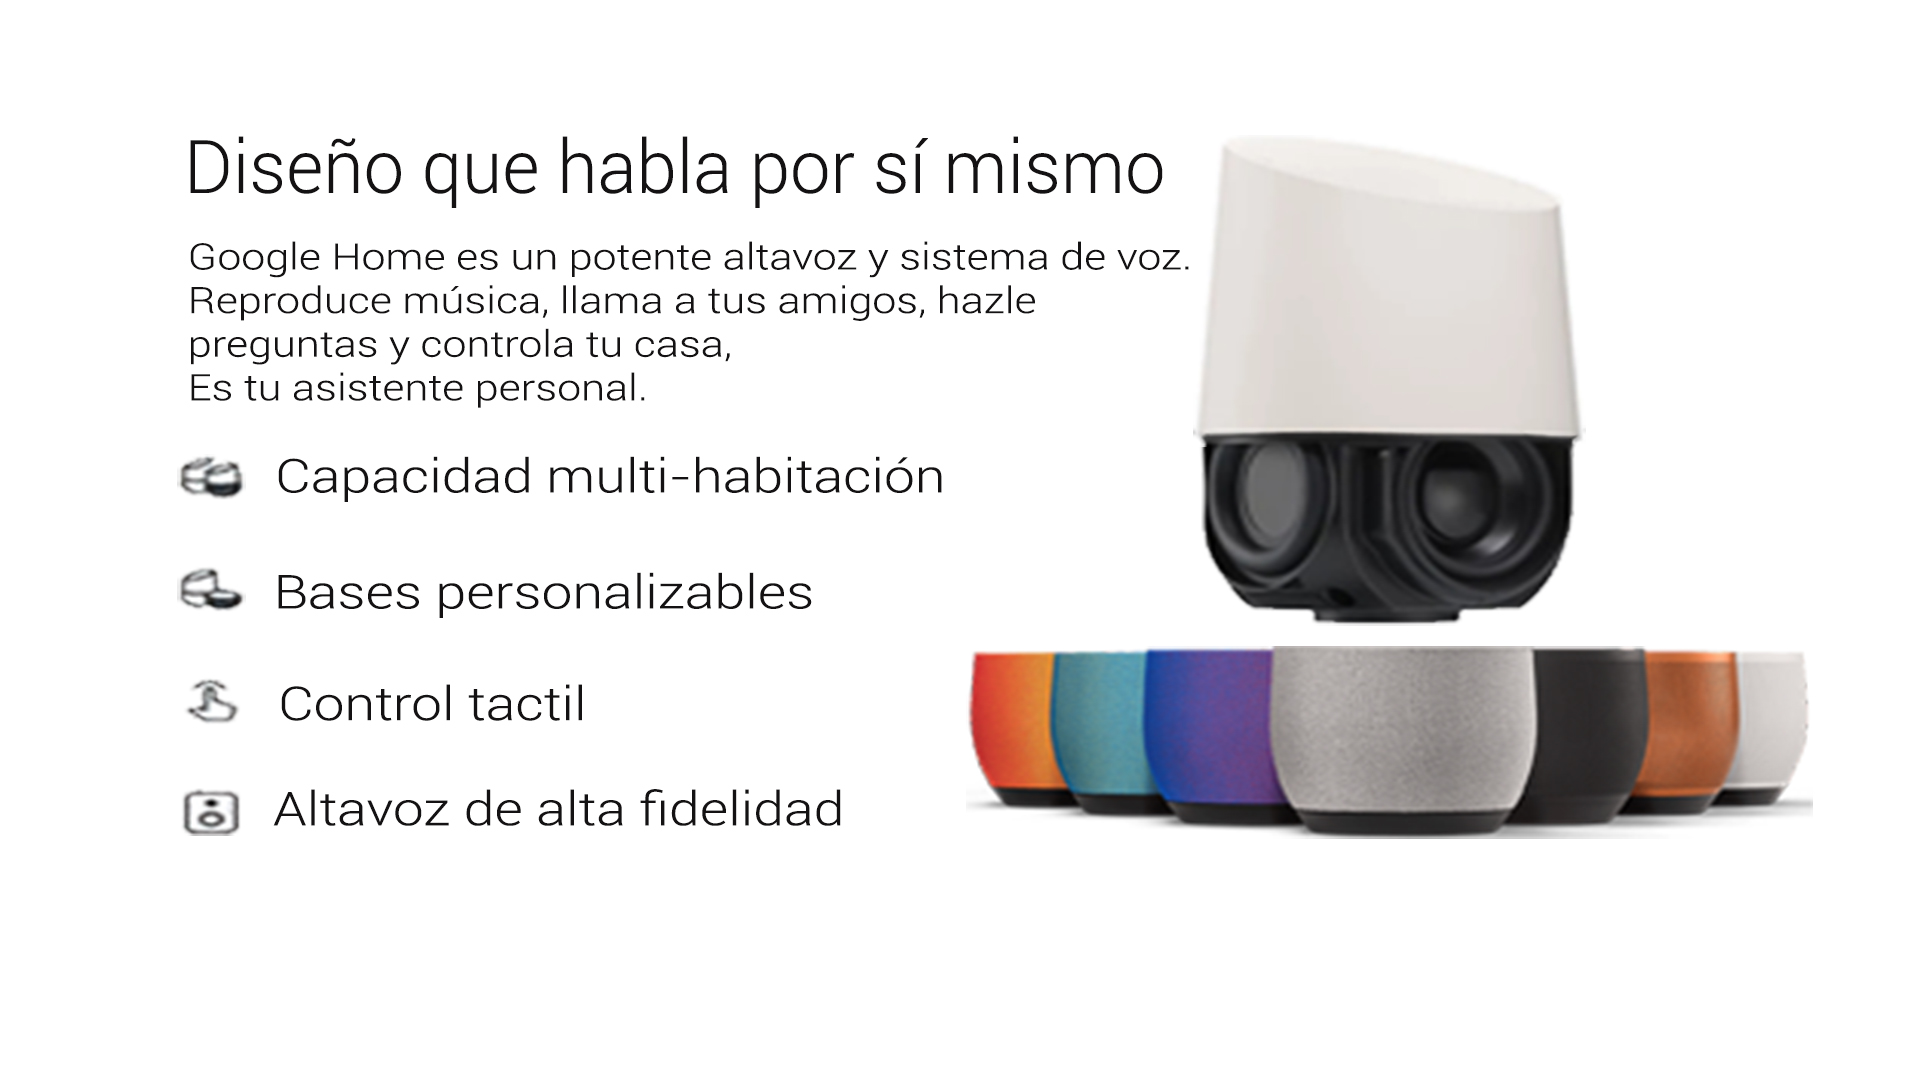 Diseño que habla por sí mismo
Google Home es un potente altavoz y sistema de voz.
Reproduce música, llama a tus amigos, hazle
preguntas y controla tu casa,
Es tu asistente personal.
Capacidad multi-habitación
Bases personalizables
Control tactil
Altavoz de alta fidelidad